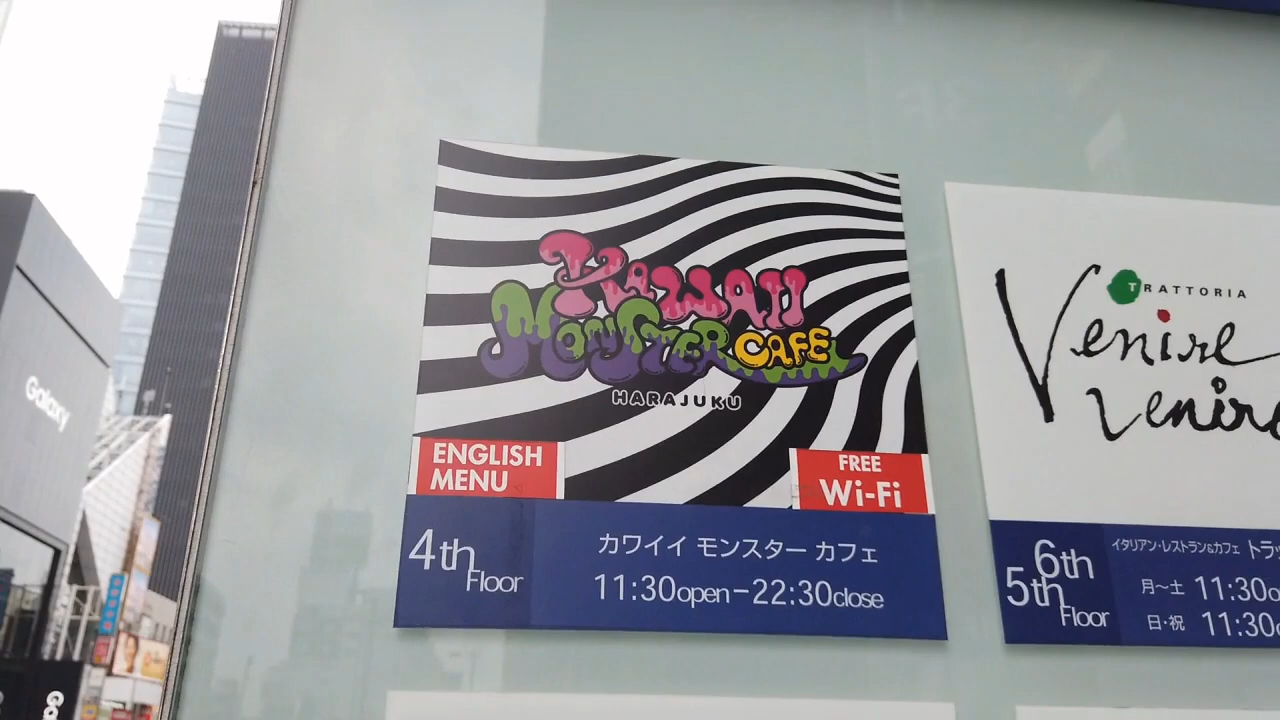 Galaxy
KAWAII
MONSTER CAFE
HARAJUKU
ENGLISH
MENU
FREE
Wi-Fi
4th
Floor
カワイイ モンスター カフェ
11:30open-22:30close
TRATTORIA
Venire
Venire
6th
5th
Floor
イタリアン・レストラン&カフェ
月〜土 11:30
日・祝 11:30